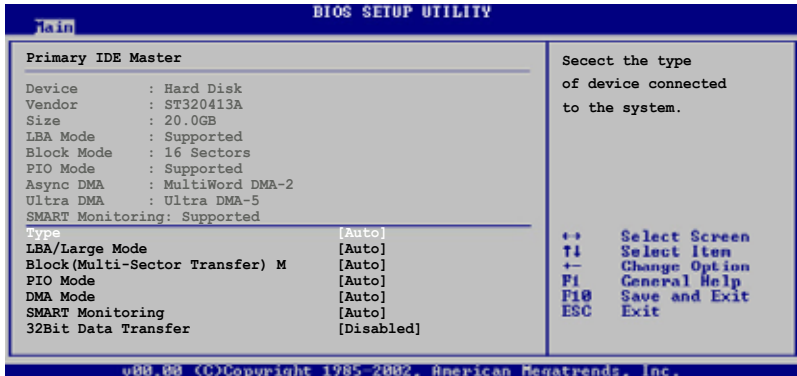 BIOS SETUP UTILITY
Main
Primary IDE Master
Device : Hard Disk
Vendor : ST320413A
Size : 20.0GB
LBA Mode : Supported
Block Mode : 16 Sectors
PIO Mode : Supported
Async DMA : MultiWord DMA-2
Ultra DMA : Ultra DMA-5
SMART Monitoring: Supported
Type [Auto]
LBA/Large Mode [Auto]
Block(Multi-Sector Transfer) M [Auto]
PIO Mode [Auto]
DMA Mode [Auto]
SMART Monitoring [Auto]
32Bit Data Transfer [Disabled]
Secect the type
of device connected
to the system.
↔ Select Screen
↑↓ Select Item
+- Change Option
F1 General Help
F10 Save and Exit
ESC Exit
v00.00 (C)Copyright 1985-2002, American Megatrends, Inc.